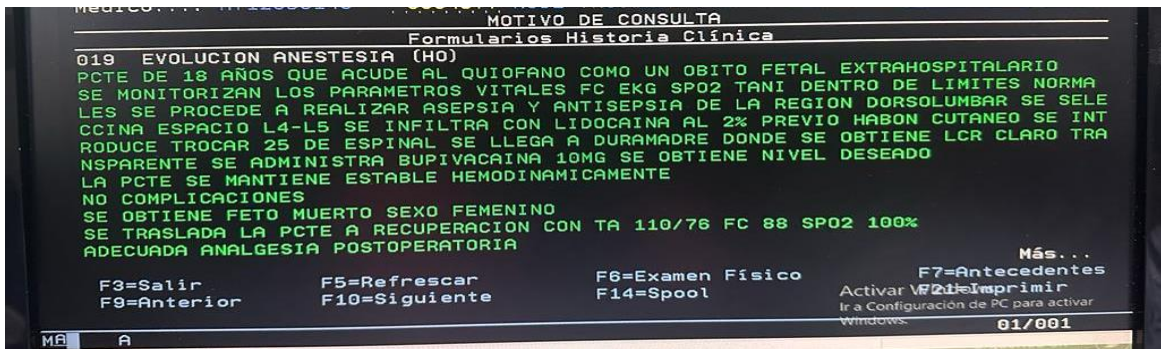 MOTIVO DE CONSULTA
Formularios Historia Clínica
019 EVOLUCION ANESTESIA (HO)
PCTE DE 18 AÑOS QUE ACUDE AL QUIOFANO COMO UN OBITO FETAL EXTRAHOSPITALARIO
SE MONITORIZAN LOS PARAMETROS VITALES FC EKG SPO2 TANI DENTRO DE LIMITES NORMA
LES SE PROCEDE A REALIZAR ASEPSIA Y ANTISEPSIA DE LA REGION DORSOLUMBAR SE SELE
CCINA ESPACIO L4-L5 SE INFILTRA CON LIDOCAINA AL 2% PREVIO HABON CUTANEO SE INT
RODUCE TROCAR 25 DE ESPINAL SE LLEGA A DURAMADRE DONDE SE OBTIENE LCR CLARO TRA
NSPARENTE SE ADMINISTRA BUPIVACAINA 10MG SE OBTIENE NIVEL DESEADO
LA PCTE SE MANTIENE ESTABLE HEMODINAMICAMENTE
NO COMPLICACIONES
SE OBTIENE FETO MUERTO SEXO FEMENINO
SE TRASLADA LA PCTE A RECUPERACION CON TA 110/76 FC 88 SPO2 100%
ADECUADA ANALGESIA POSTOPERATORIA
Más...
F3=Salir F5=Refrescar F6=Examen Físico F7=Antecedentes
F9=Anterior F10=Siguiente F14=Spool F21=Imprimir
Activar Windows
Ir a Configuración de PC para activar
Windows.
01/001
MA A